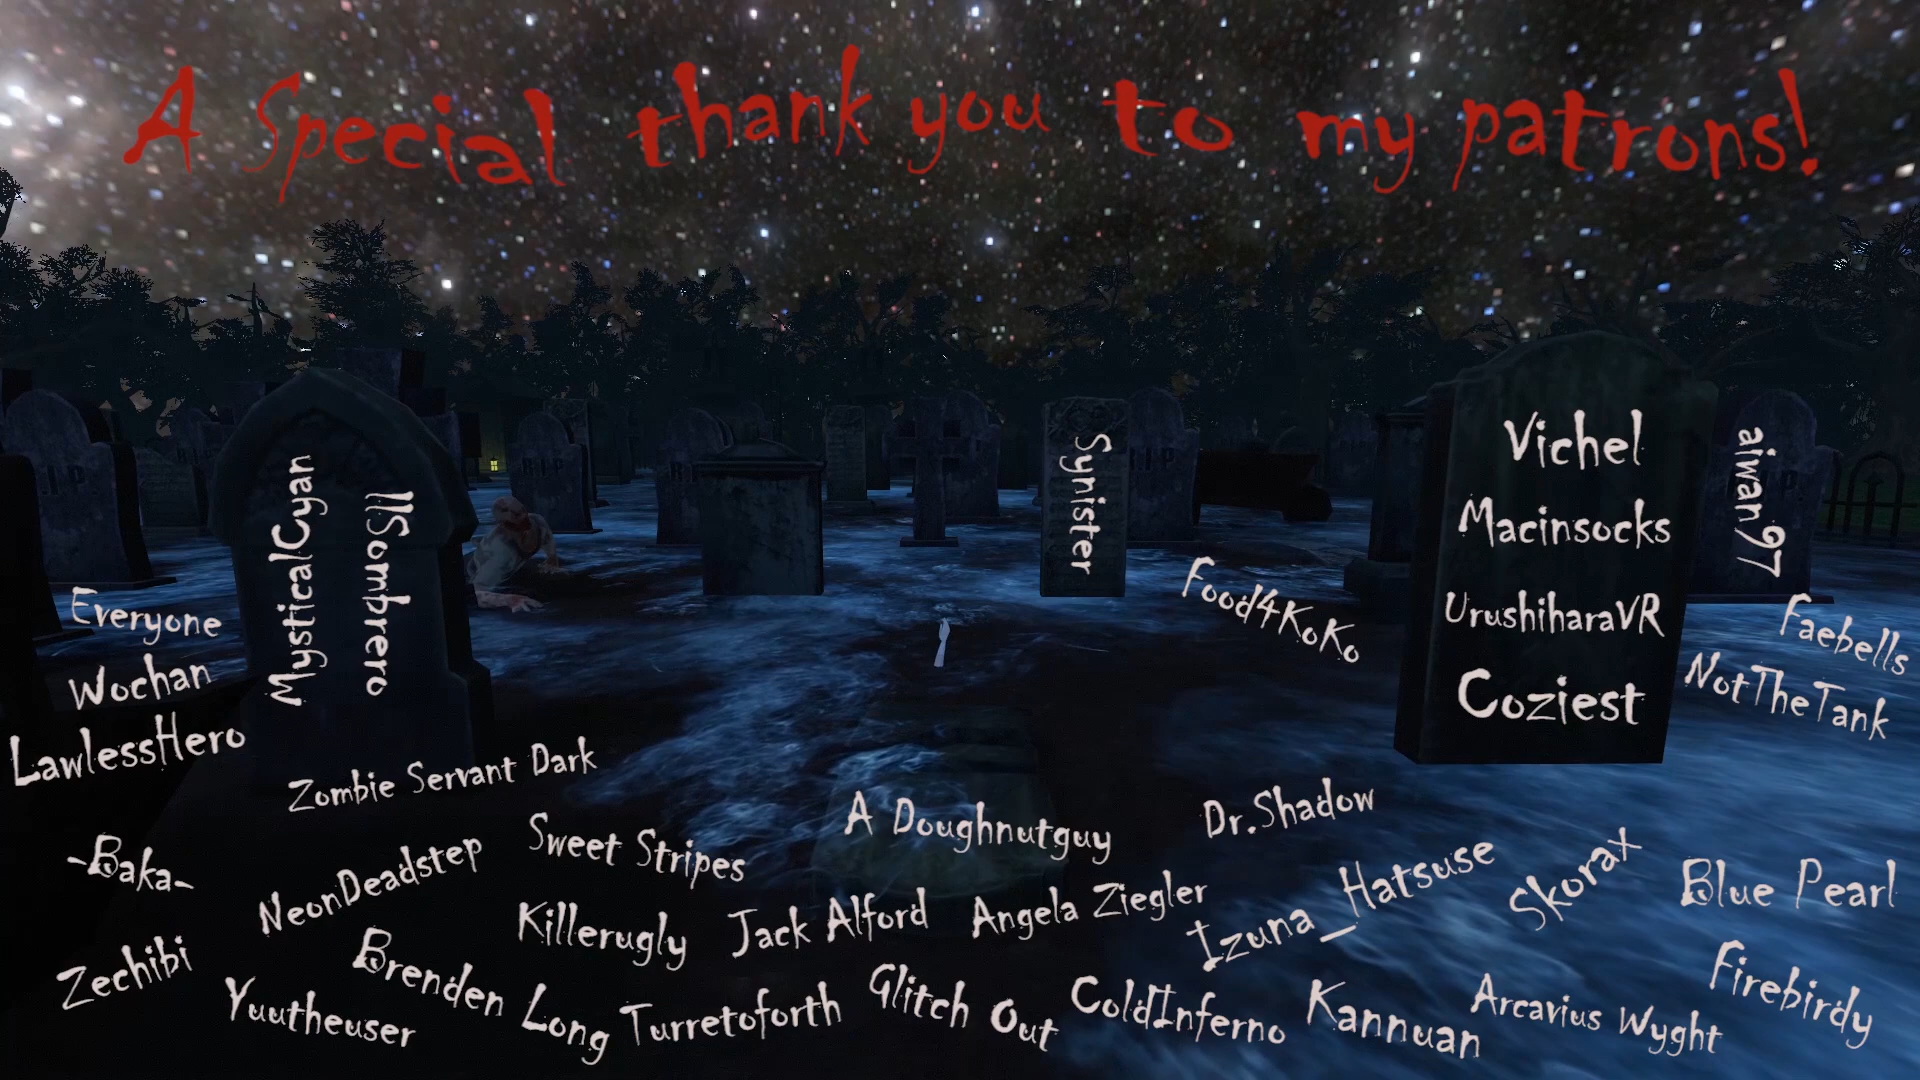 A Special thank you to my patrons!
MysticalCyan
llSombrero
Synister
Vichel
Macinsocks
UrushiharaVR
Coziest
aiwan97
Everyone
Wochan
LawlessHero
Food4KoKo
Faebells
NotTheTank
Zombie Servant Dark
Sweet Stripes
A Doughnutguy
Dr.Shadow
~Baka~
NeonDeadstep
Killerugly
Jack Alford
Angela Ziegler
Izuna_Hatsuse
Skorax
Blue Pearl
Zechibi
Yuutheuser
Brenden Long
Turretoforth
Glitch Out
ColdInferno
Kannuan
Arcavius Wyght
Firebirdy
R.I.P.